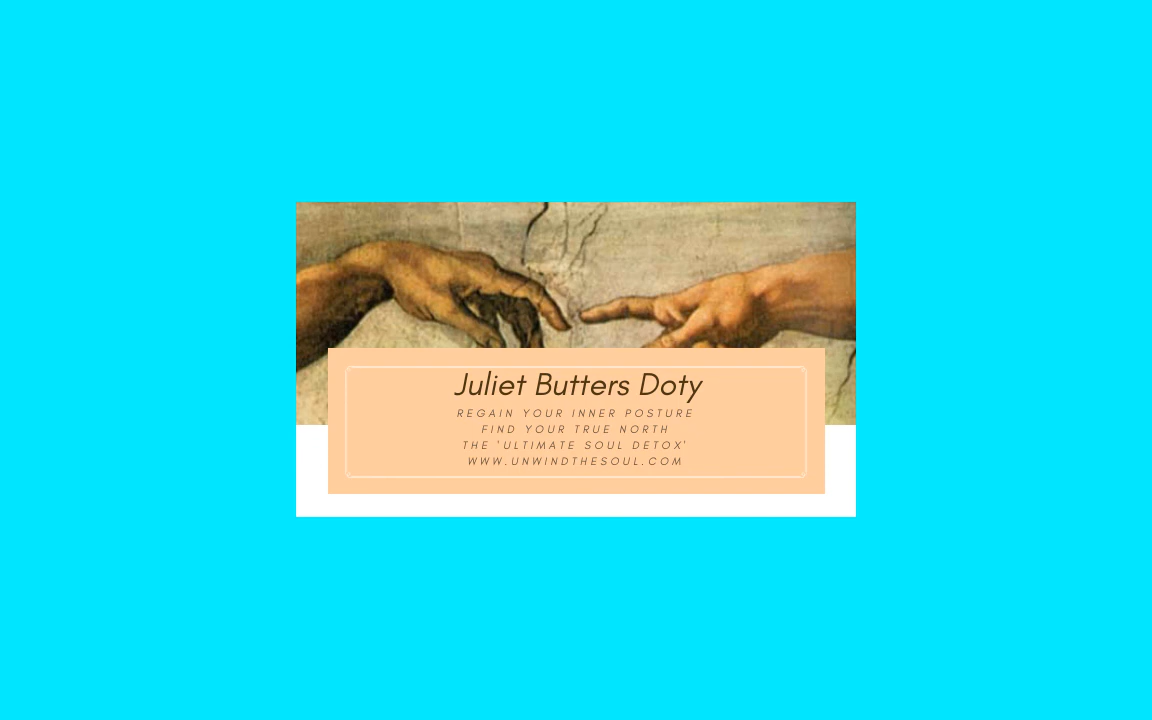 Juliet Butters Doty
REGAIN YOUR INNER POSTURE
FIND YOUR TRUE NORTH
THE 'ULTIMATE SOUL DETOX'
WWW.UNWINDTHESOUL.COM